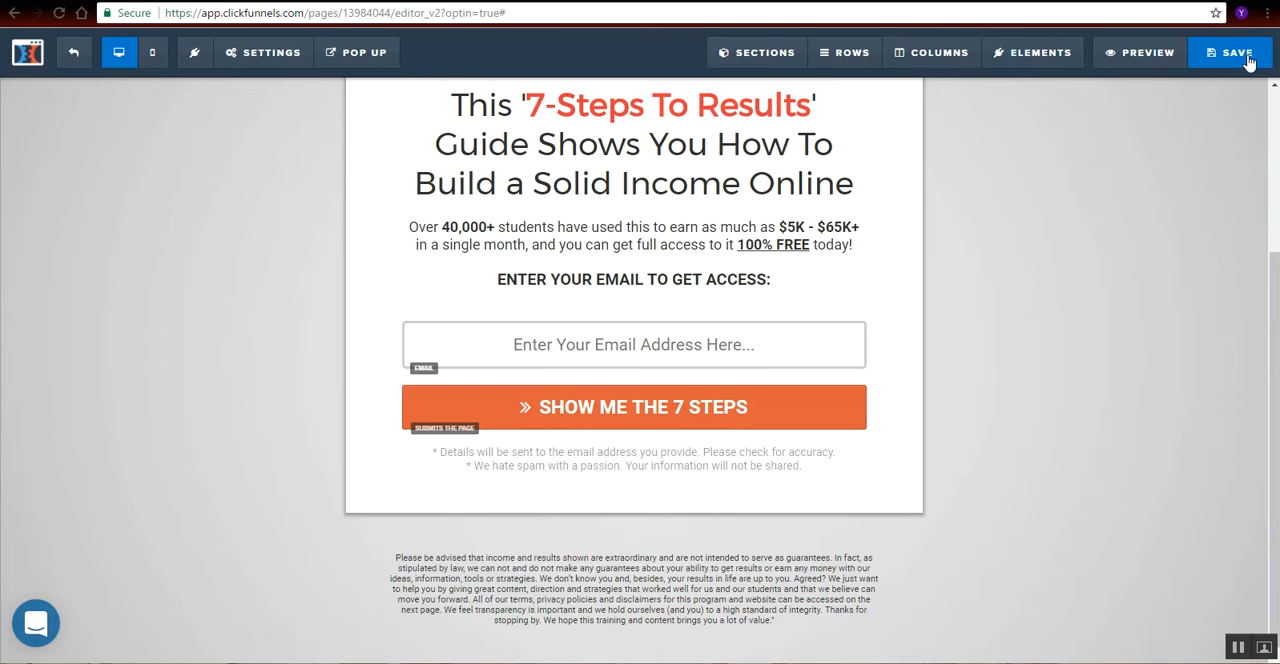 Secure https://app.clickfunnels.com/pages/13984044/editor_v2?optin=true# Y
SETTINGS POP UP SECTIONS ROWS COLUMNS ELEMENTS PREVIEW SAVE
This '7-Steps To Results'
Guide Shows You How To
Build a Solid Income Online
Over 40,000+ students have used this to earn as much as $5K - $65K+
in a single month, and you can get full access to it 100% FREE today!
ENTER YOUR EMAIL TO GET ACCESS:
Enter Your Email Address Here...
EMAIL
» SHOW ME THE 7 STEPS
SUBMITS THE PAGE
* Details will be sent to the email address you provide. Please check for accuracy.
* We hate spam with a passion. Your information will not be shared.
Please be advised that income and results shown are extraordinary and are not intended to serve as guarantees. In fact, as
stipulated by law, we can not and do not make any guarantees about your ability to get results or earn any money with our
ideas, information, tools or strategies. We don't know you and, besides, your results in life are up to you. Agreed? We just want
to help you by giving great content, direction and strategies that worked well for us and our students and that we believe can
move you forward. All of our terms, privacy policies and disclaimers for this program and website can be accessed on the
next page. We feel transparency is important and we hold ourselves (and you) to a high standard of integrity. Thanks for
stopping by. We hope this training and content brings you a lot of value."